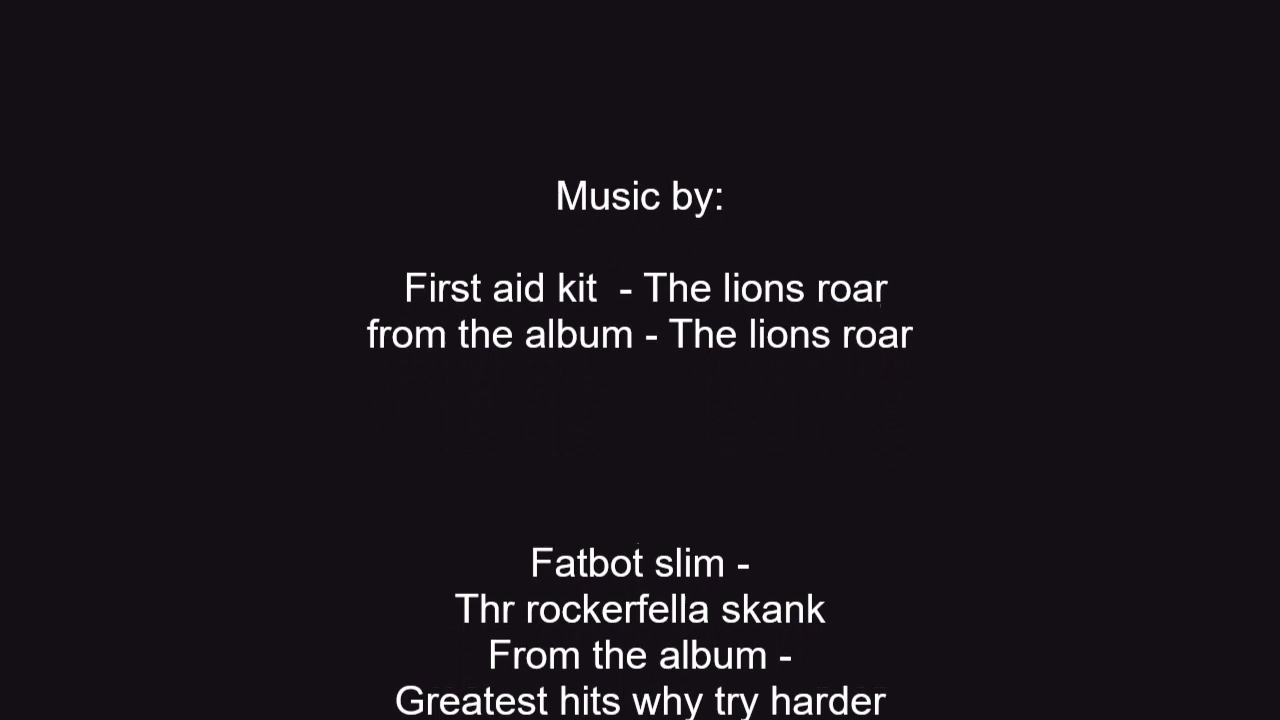 Music by:
First aid kit  - The lions roar
from the album - The lions roar
Fatbot slim -
Thr rockerfella skank
From the album -
Greatest hits why try harder